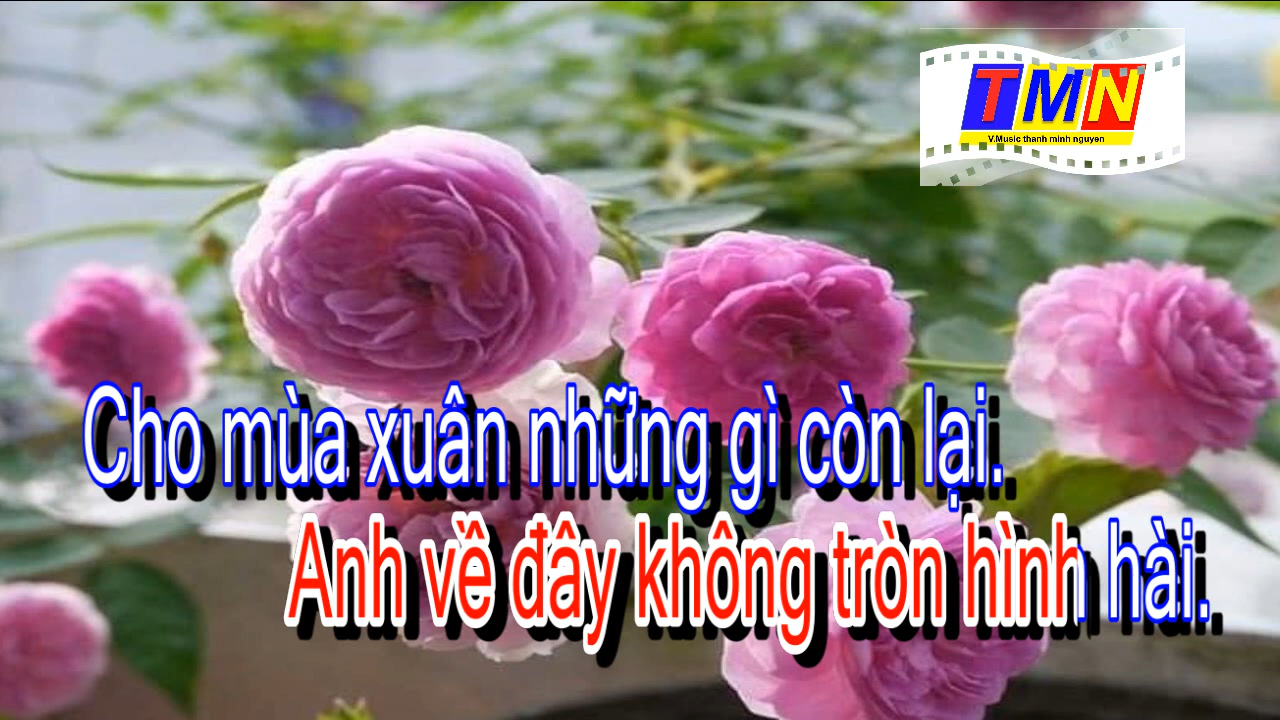 TMN
V.Music thanh minh nguyen
Cho mùa xuân những gì còn lại.
Anh về đây không tròn hình hài.